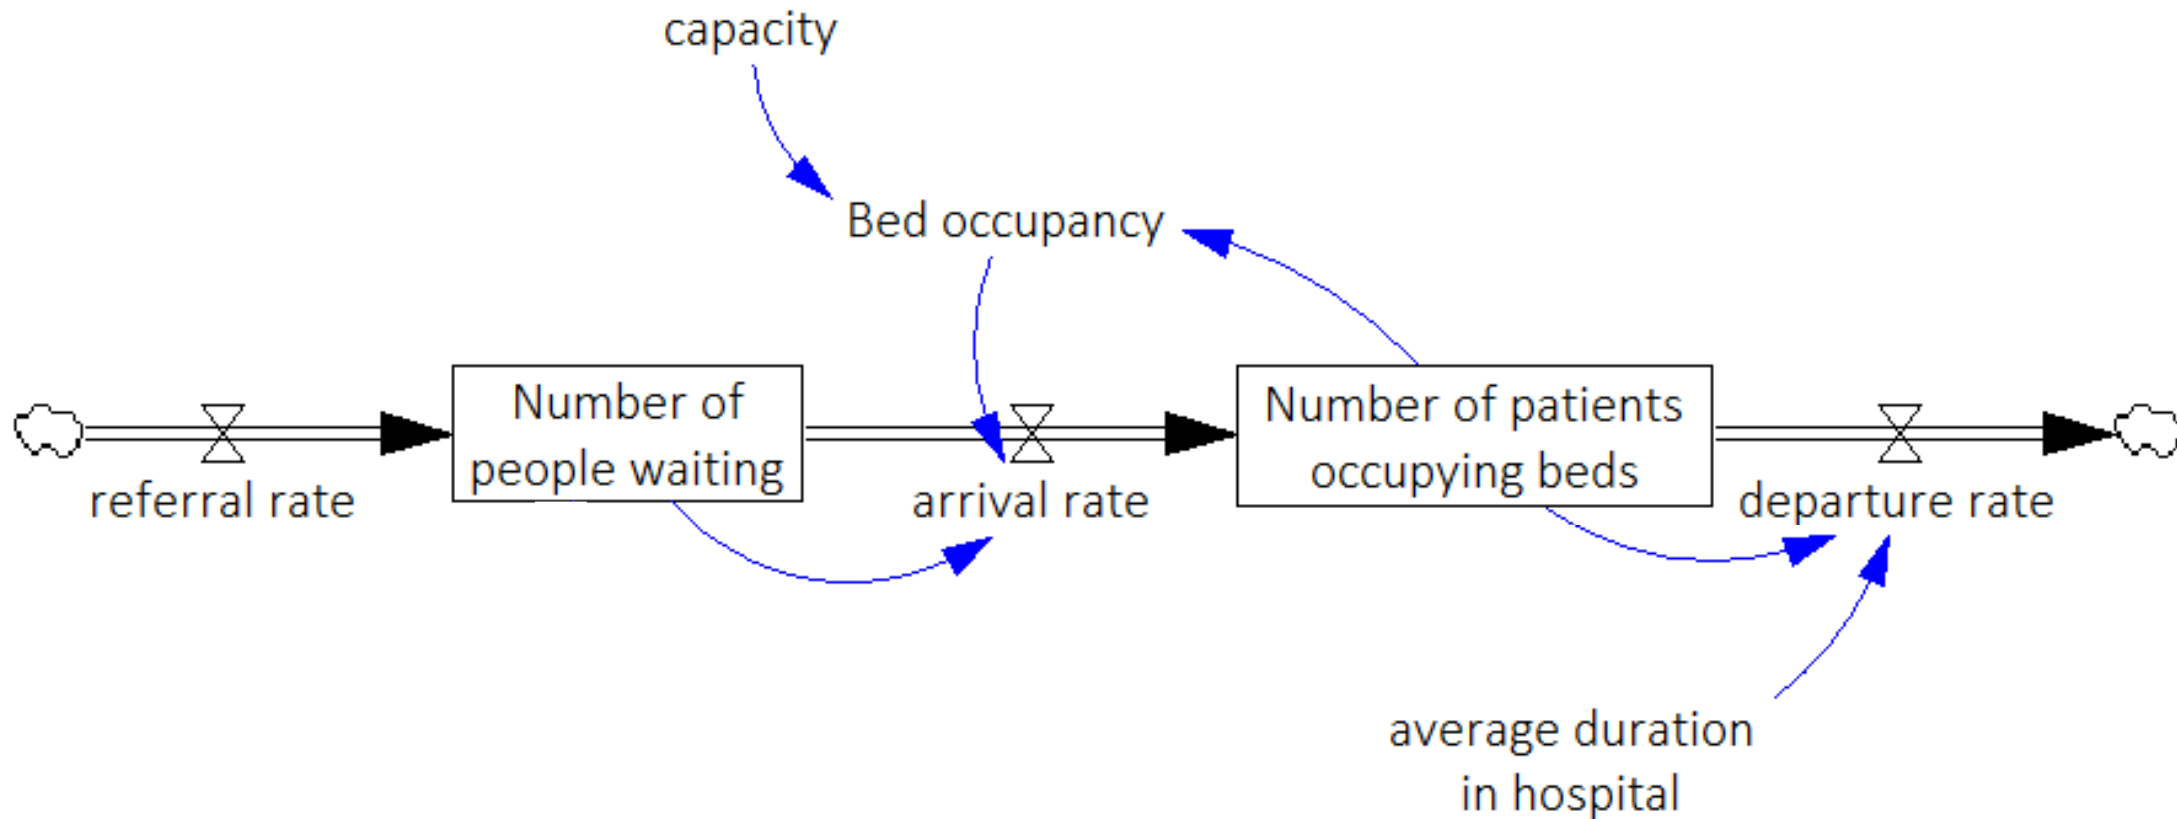 capacity
Bed occupancy
Number of
people waiting
Number of patients
occupying beds
referral rate
arrival rate
departure rate
average duration
in hospital